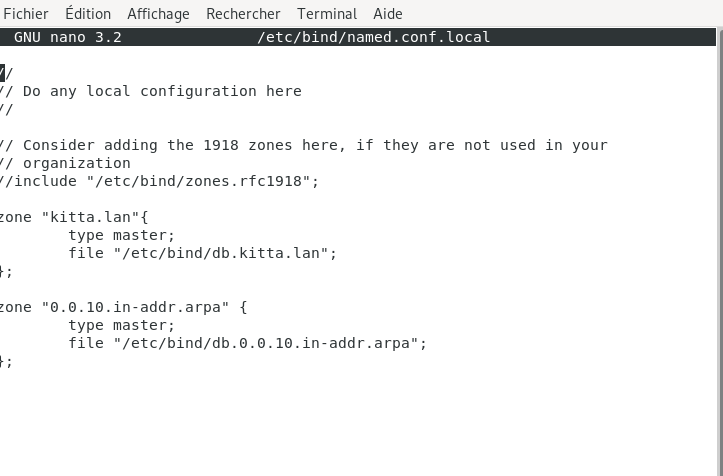 Fichier Édition Affichage Rechercher Terminal Aide
GNU nano 3.2 /etc/bind/named.conf.local
//
// Do any local configuration here
//
// Consider adding the 1918 zones here, if they are not used in your
// organization
//include "/etc/bind/zones.rfc1918";
zone "kitta.lan"{
type master;
file "/etc/bind/db.kitta.lan";
};
zone "0.0.10.in-addr.arpa" {
type master;
file "/etc/bind/db.0.0.10.in-addr.arpa";
};